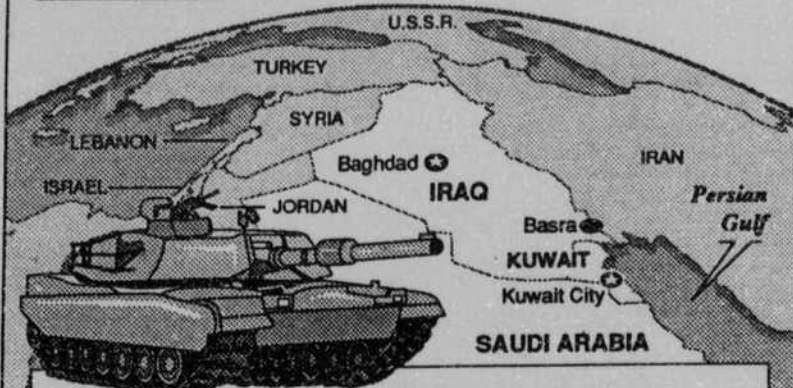 U.S.S.R.
TURKEY
SYRIA
LEBANON
IRAN
Baghdad
ISRAEL
IRAQ
JORDAN
Persian
Gulf
Basra
KUWAIT
Kuwait City
SAUDI ARABIA